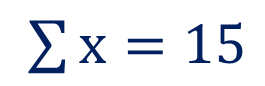 ∑ x = 15